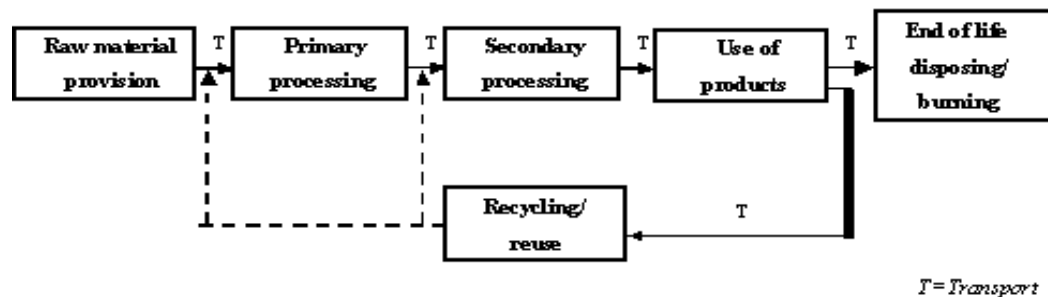 Raw material
provision
T
Primary
processing
T
Secondary
processing
T
Use of
products
T
End of life
disposing/
burning
Recycling/
reuse
T
T=Transport